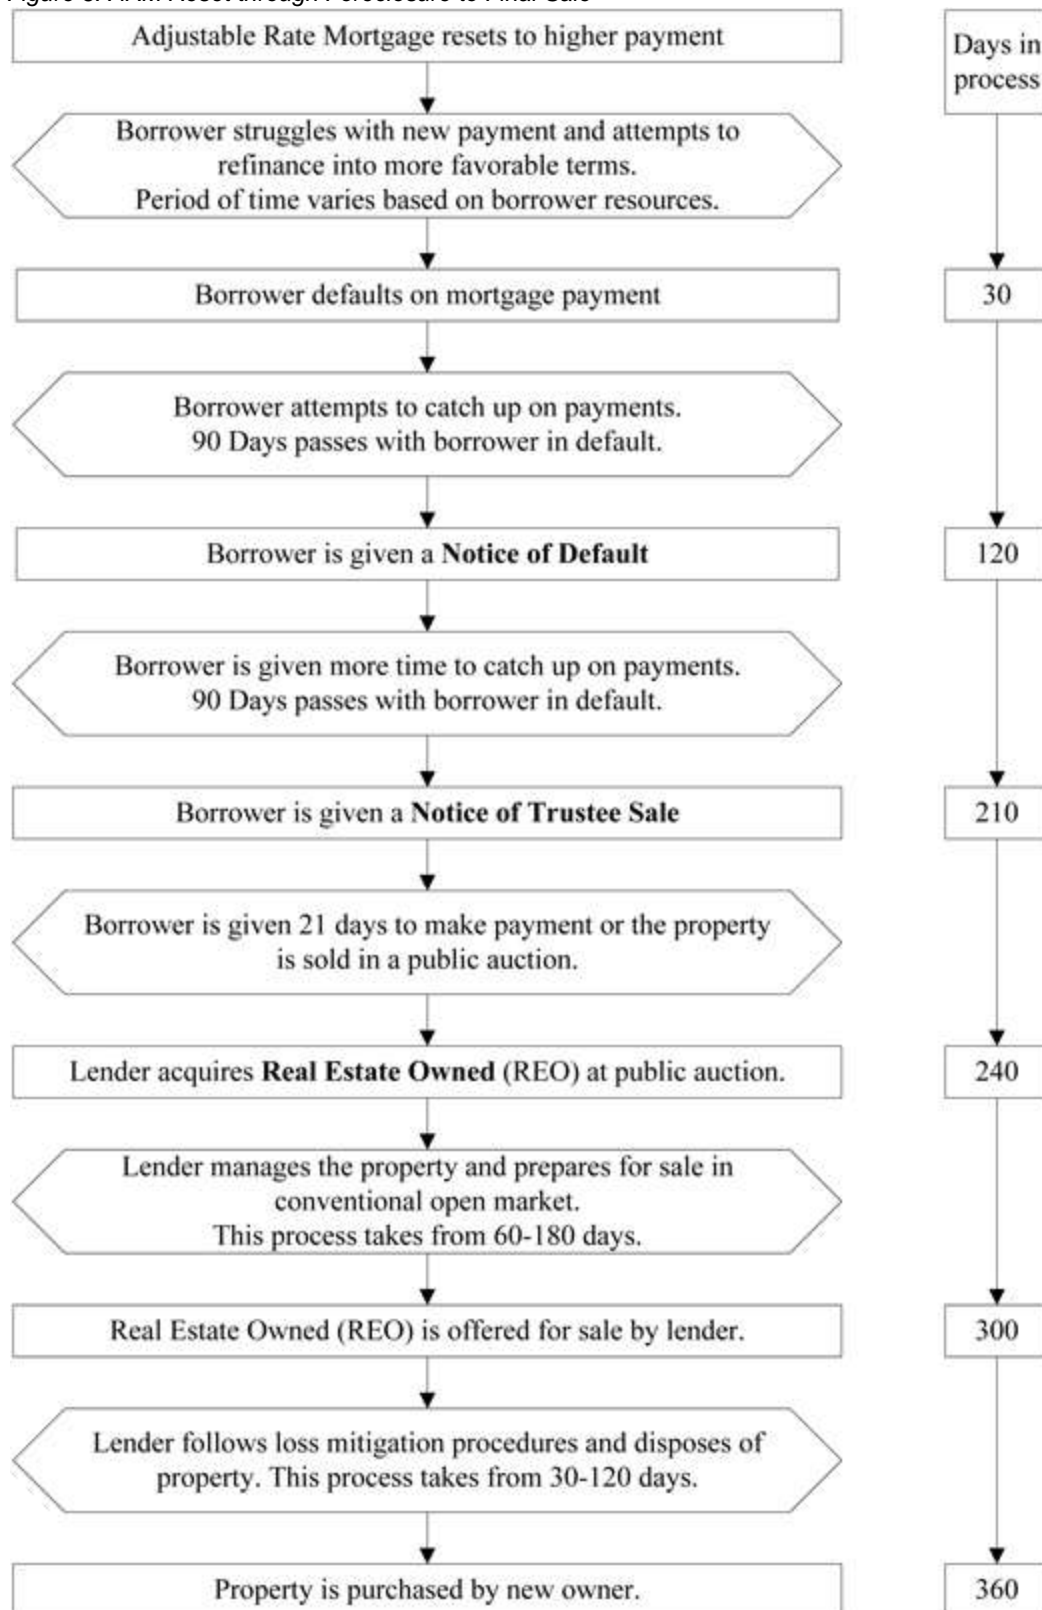 Adjustable Rate Mortgage resets to higher payment
Days in
process
Borrower struggles with new payment and attempts to
refinance into more favorable terms.
Period of time varies based on borrower resources.
Borrower defaults on mortgage payment
30
Borrower attempts to catch up on payments.
90 Days passes with borrower in default.
Borrower is given a Notice of Default
120
Borrower is given more time to catch up on payments.
90 Days passes with borrower in default.
Borrower is given a Notice of Trustee Sale
210
Borrower is given 21 days to make payment or the property
is sold in a public auction.
Lender acquires Real Estate Owned (REO) at public auction.
240
Lender manages the property and prepares for sale in
conventional open market.
This process takes from 60-180 days.
Real Estate Owned (REO) is offered for sale by lender.
300
Lender follows loss mitigation procedures and disposes of
property. This process takes from 30-120 days.
Property is purchased by new owner.
360